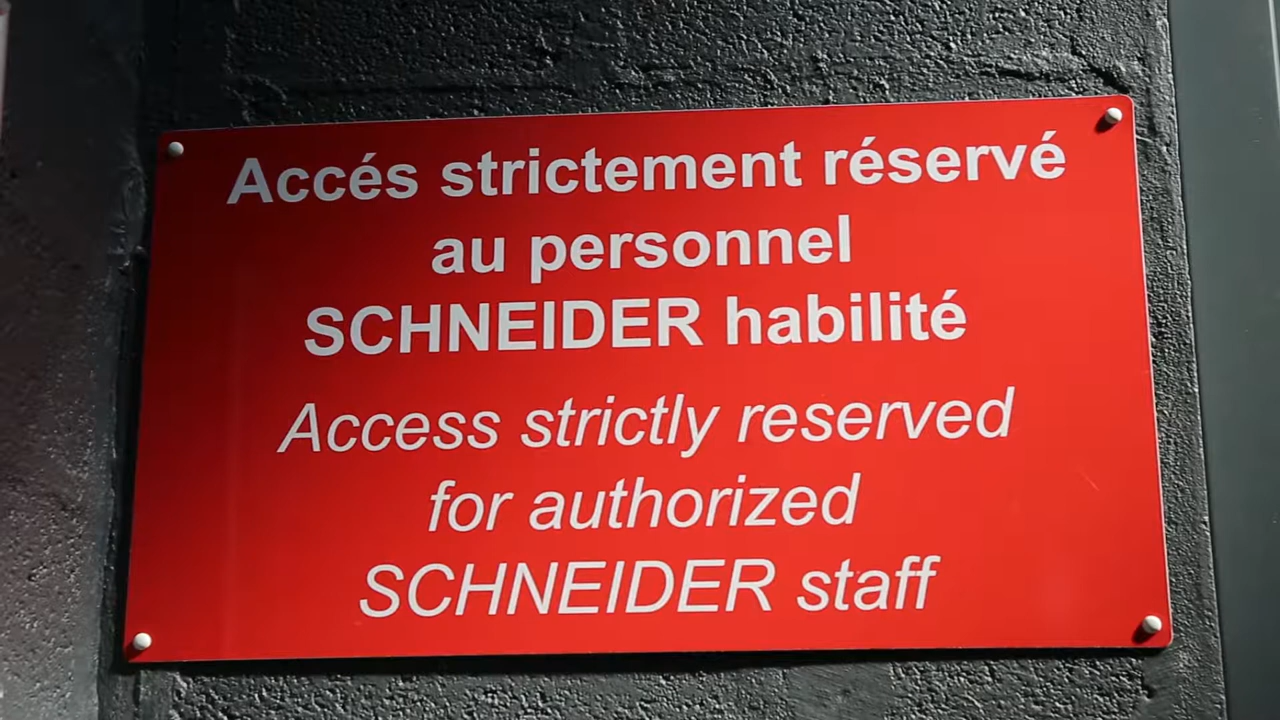 Accés strictement réservé
au personnel
SCHNEIDER habilité
Access strictly reserved
for authorized
SCHNEIDER staff